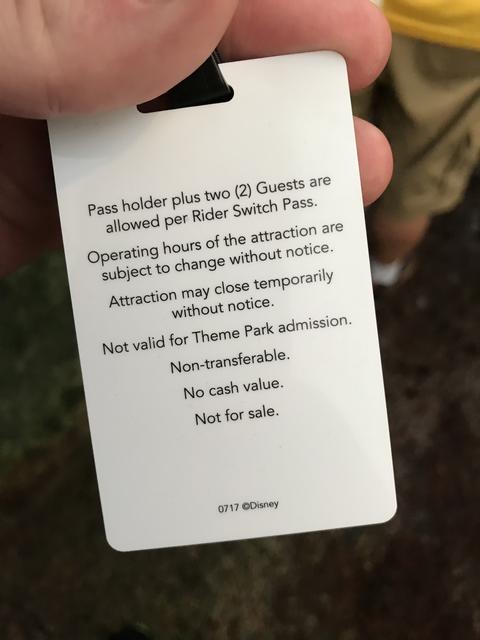 Pass holder plus two (2) Guests are
allowed per Rider Switch Pass.
Operating hours of the attraction are
subject to change without notice.
Attraction may close temporarily
without notice.
Not valid for Theme Park admission.
Non-transferable.
No cash value.
Not for sale.
0717 ©Disney